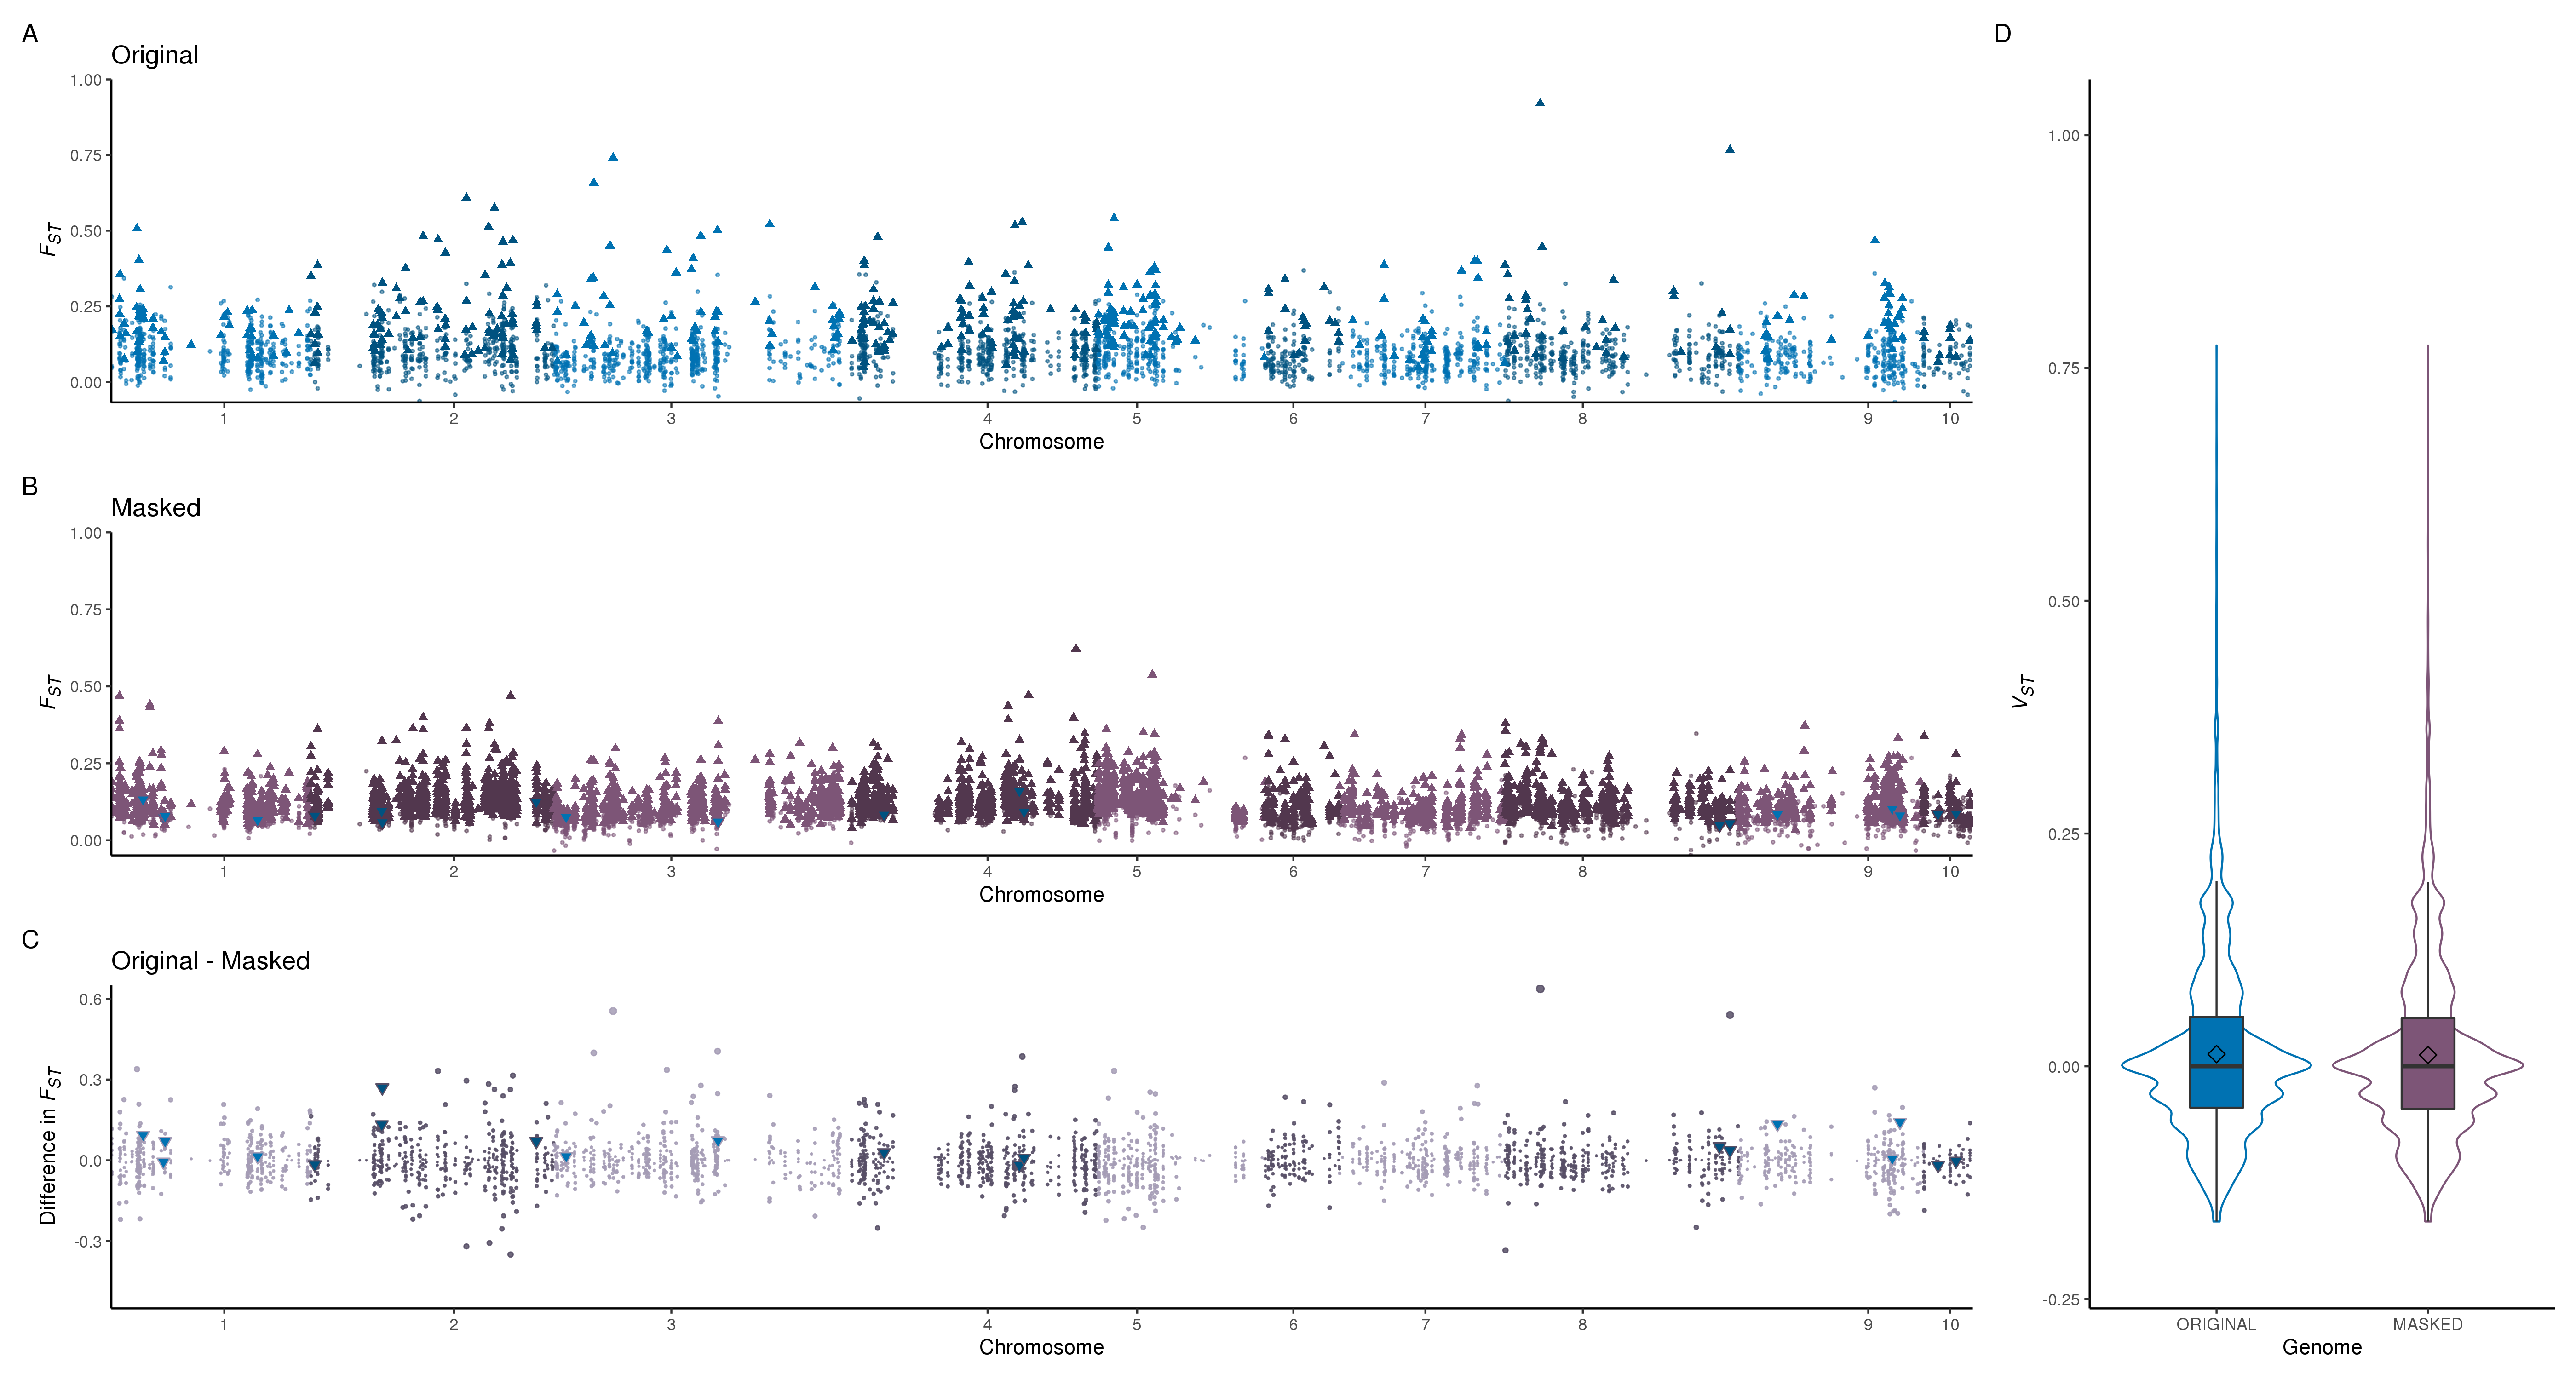 A
Original
1.00
0.75
0.50
0.25
0.00
FST
1 2 3 4 5 6 7 8 9 10
Chromosome
B
Masked
1.00
0.75
0.50
0.25
0.00
FST
1 2 3 4 5 6 7 8 9 10
Chromosome
C
Original - Masked
0.6
0.3
0.0
-0.3
Difference in FST
1 2 3 4 5 6 7 8 9 10
Chromosome
D
1.00
0.75
0.50
0.25
0.00
-0.25
VST
ORIGINAL MASKED
Genome